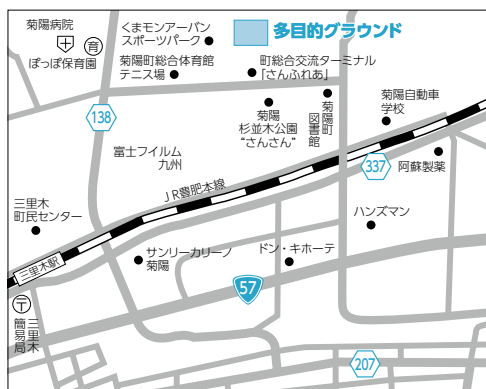 菊陽病院
育
ぽっぽ保育園
くまモンアーバン
スポーツパーク
多目的グラウンド
菊陽町総合体育館
テニス場
町総合交流ターミナル
「さんふれあ」
138
菊陽
杉並木公園
"さんさん"
菊陽町
図書館
菊陽自動車
学校
富士フイルム
九州
JR豊肥本線
337
阿蘇製薬
三里木
町民センター
ハンズマン
サンリーカリーノ
菊陽
ドン・キホーテ
三里木駅
57
三里木
簡易局
207